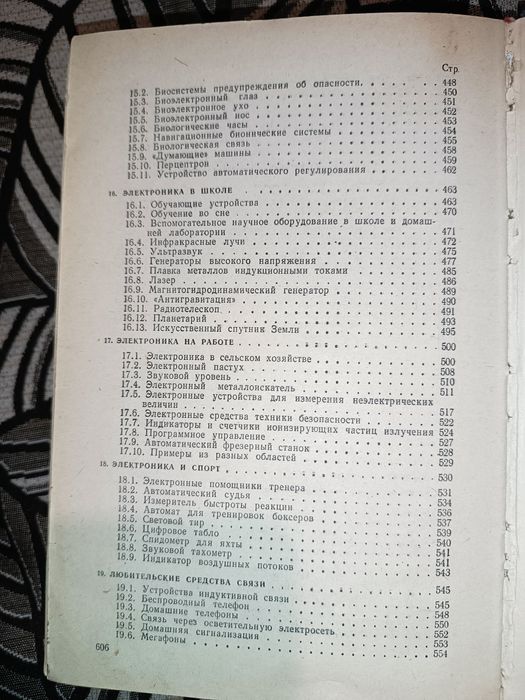 Стр.
15.2. Биосистемы предупреждения об опасности. . . . . . . 448
15.3. Биоэлектронный глаз . . . . . . . 450
15.4. Биоэлектронное ухо . . . . . . . 451
15.5. Биоэлектронный нос . . . . . . . 452
15.6. Биологические часы . . . . . . . 453
15.7. Навигационные бионические системы . . . . . . . 454
15.8. Биологическая связь . . . . . . . 455
15.9. «Думающие» машины . . . . . . . 458
15.10. Перцептрон . . . . . . . 459
15.11. Устройство автоматического регулирования . . . . . . . 462
16. ЭЛЕКТРОНИКА В ШКОЛЕ . . . . . . . 463
16.1. Обучающие устройства . . . . . . . 463
16.2. Обучение во сне . . . . . . . 470
16.3. Вспомогательное научное оборудование в школе и домаш-
ней лаборатории . . . . . . . 471
16.4. Инфракрасные лучи . . . . . . . 472
16.5. Ультразвук . . . . . . . 475
16.6. Генераторы высокого напряжения . . . . . . . 477
16.7. Плавка металлов индукционными токами . . . . . . . 485
16.8. Лазер . . . . . . . 486
16.9. Магнитогидродинамический генератор . . . . . . . 489
16.10. «Антигравитация» . . . . . . . 490
16.11. Радиотелескоп . . . . . . . 491
16.12. Планетарий . . . . . . . 493
16.13. Искусственный спутник Земли . . . . . . . 495
17. ЭЛЕКТРОНИКА НА РАБОТЕ . . . . . . . 500
17.1. Электроника в сельском хозяйстве . . . . . . . 500
17.2. Электронный пастух . . . . . . . 508
17.3. Звуковой уровень . . . . . . . 510
17.4. Электронный металлоискатель . . . . . . . 511
17.5. Электронные устройства для измерения неэлектрических
величин . . . . . . . 517
17.6. Электронные средства техники безопасности . . . . . . . 522
17.7. Индикаторы и счетчики ионизирующих частиц излучения 524
17.8. Программное управление . . . . . . . 527
17.9. Автоматический фрезерный станок . . . . . . . 528
17.10. Примеры из разных областей . . . . . . . 529
18. ЭЛЕКТРОНИКА И СПОРТ . . . . . . . 530
18.1. Электронные помощники тренера . . . . . . . 531
18.2. Автоматический судья . . . . . . . 534
18.3. Измеритель быстроты реакции . . . . . . . 536
18.4. Автомат для тренировок боксеров . . . . . . . 537
18.5. Световой тир . . . . . . . 539
18.6. Цифровое табло . . . . . . . 540
18.7. Спидометр для яхты . . . . . . . 541
18.8. Звуковой тахометр . . . . . . . 541
18.9. Индикатор воздушных потоков . . . . . . . 543
19. ЛЮБИТЕЛЬСКИЕ СРЕДСТВА СВЯЗИ . . . . . . . 545
19.1. Устройства индуктивной связи . . . . . . . 545
19.2. Беспроводный телефон . . . . . . . 548
19.3. Домашние телефоны . . . . . . . 550
19.4. Связь через осветительную электросеть . . . . . . . 552
19.5. Домашняя сигнализация . . . . . . . 553
19.6. Мегафоны . . . . . . . 554
606